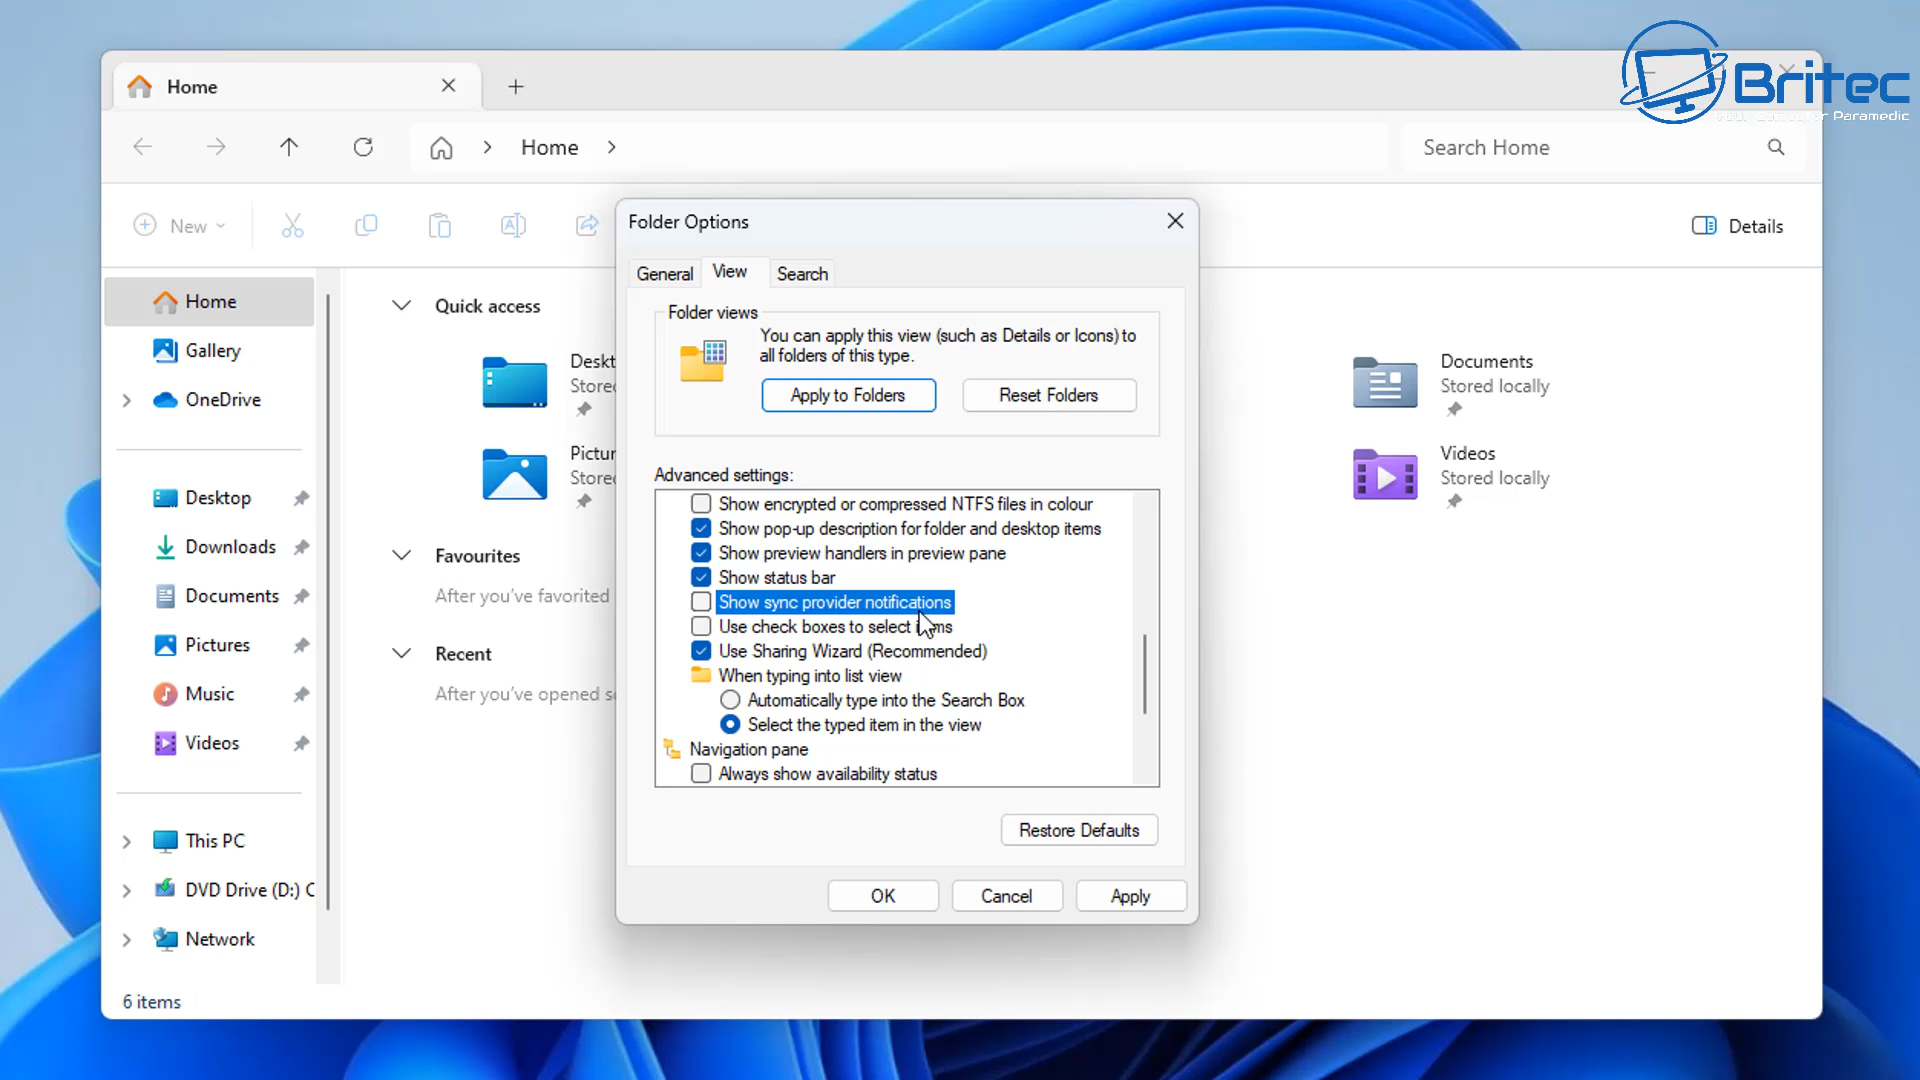 Home
Britec
Your Computer Paramedic
Home
Search Home
New
Details
Folder Options
General
View
Search
Folder views
You can apply this view (such as Details or Icons) to
all folders of this type.
Apply to Folders
Reset Folders
Advanced settings:
Show encrypted or compressed NTFS files in colour
Show pop-up description for folder and desktop items
Show preview handlers in preview pane
Show status bar
Show sync provider notifications
Use check boxes to select items
Use Sharing Wizard (Recommended)
When typing into list view
Automatically type into the Search Box
Select the typed item in the view
Navigation pane
Always show availability status
Restore Defaults
OK
Cancel
Apply
Home
Gallery
OneDrive
Desktop
Downloads
Documents
Pictures
Music
Videos
This PC
DVD Drive (D:) C
Network
Quick access
Deskt
Stored
Pictur
Stored
Documents
Stored locally
Videos
Stored locally
Favourites
After you've favorited
Recent
After you've opened s
6 items